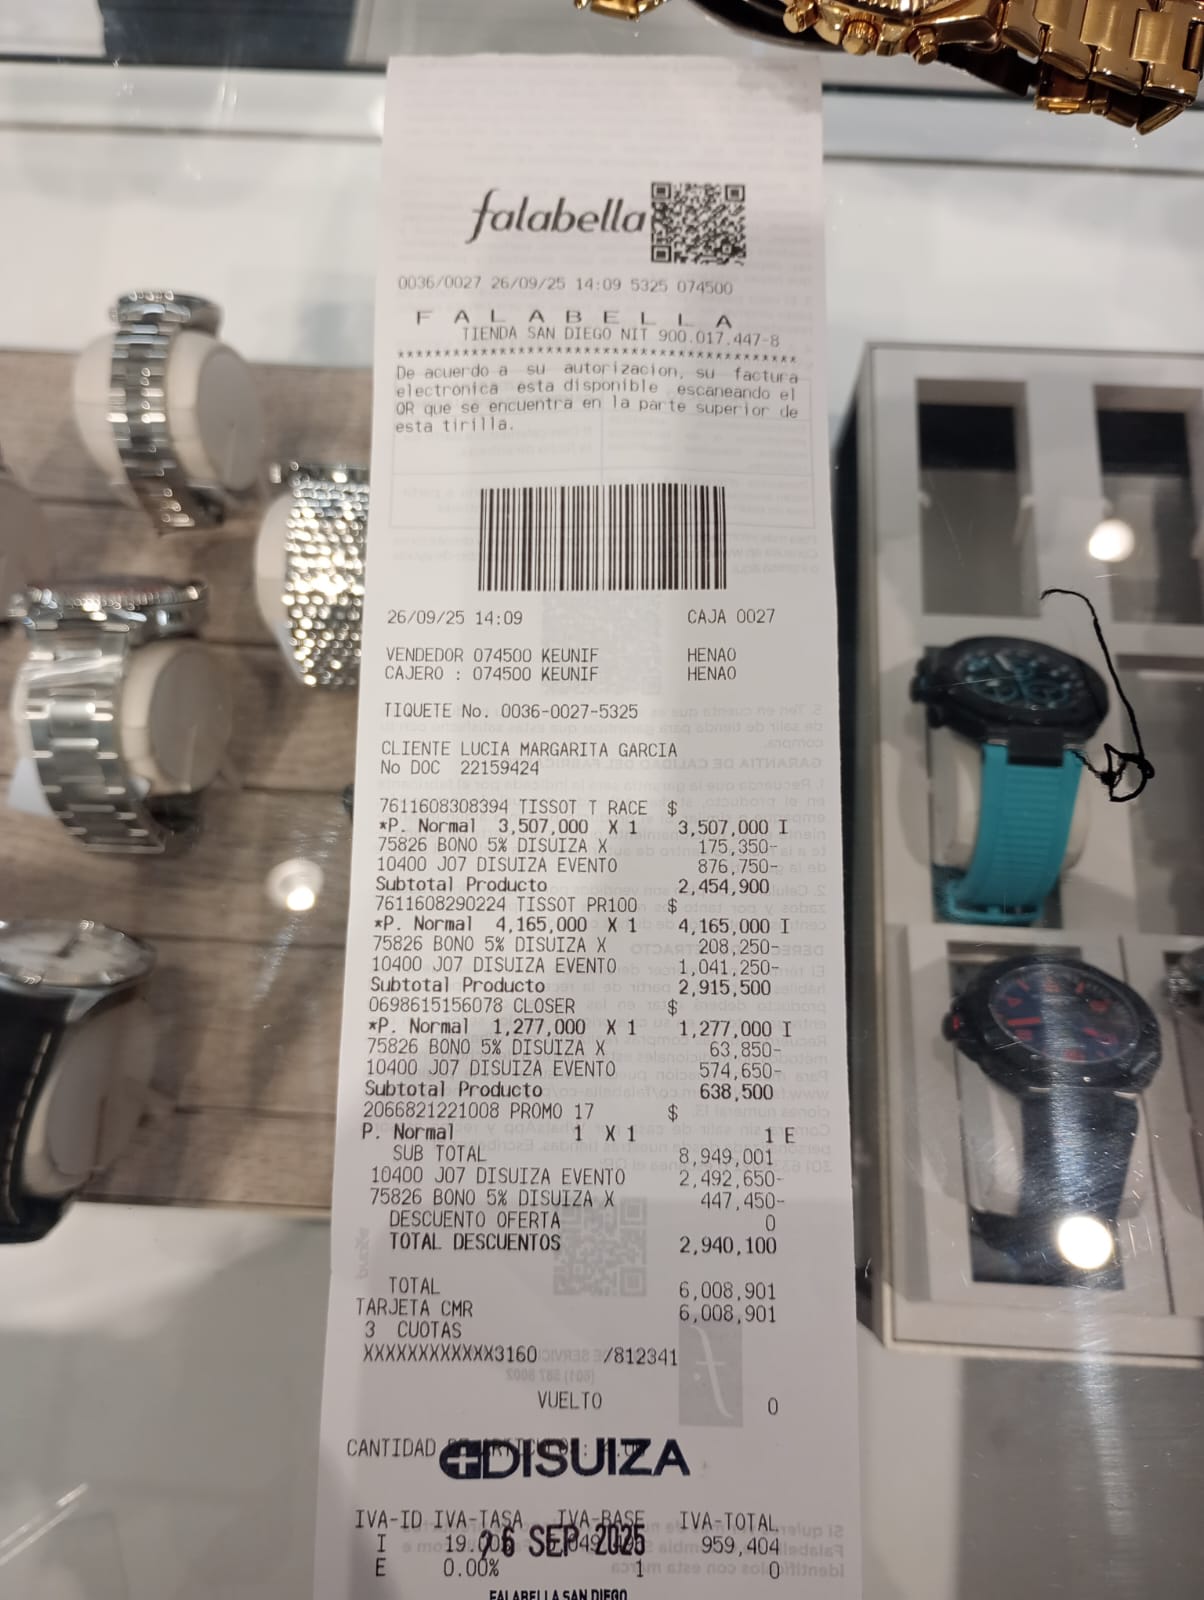 falabella
0036/0027 26/09/25 14:09 5325 074500
F A L A B E L L A
TIENDA SAN DIEGO NIT 900.017.447-8
****************************************************
De acuerdo a su autorizacion, su factura
electronica esta disponible escaneando el
QR que se encuentra en la parte superior de
esta tirilla.
26/09/25 14:09 CAJA 0027
VENDEDOR 074500 KEUNIF HENAO
CAJERO : 074500 KEUNIF HENAO
TIQUETE No. 0036-0027-5325
CLIENTE LUCIA MARGARITA GARCIA
No DOC 22159424
7611608308394 TISSOT T RACE $
*P. Normal 3,507,000 X 1 3,507,000 I
75826 BONO 5% DISUIZA X 175,350-
10400 J07 DISUIZA EVENTO 876,750-
Subtotal Producto 2,454,900
7611608290224 TISSOT PR100 $
*P. Normal 4,165,000 X 1 4,165,000 I
75826 BONO 5% DISUIZA X 208,250-
10400 J07 DISUIZA EVENTO 1,041,250-
Subtotal Producto 2,915,500
0698615156078 CLOSER $
*P. Normal 1,277,000 X 1 1,277,000 I
75826 BONO 5% DISUIZA X 63,850-
10400 J07 DISUIZA EVENTO 574,650-
Subtotal Producto 638,500
2066821221008 PROMO 17 $
P. Normal 1 X 1 1 E
SUB TOTAL 8,949,001
10400 J07 DISUIZA EVENTO 2,492,650-
75826 BONO 5% DISUIZA X 447,450-
DESCUENTO OFERTA 0
TOTAL DESCUENTOS 2,940,100
TOTAL 6,008,901
TARJETA CMR 6,008,901
3 CUOTAS
XXXXXXXXXXXX3160 /812341
VUELTO 0
CANTIDAD
DISUIZA
IVA-ID IVA-TASA IVA-BASE IVA-TOTAL
I 959,404
26 SEP 2025
E 0.00% 1 0
FALABELLA SAN DIEGO